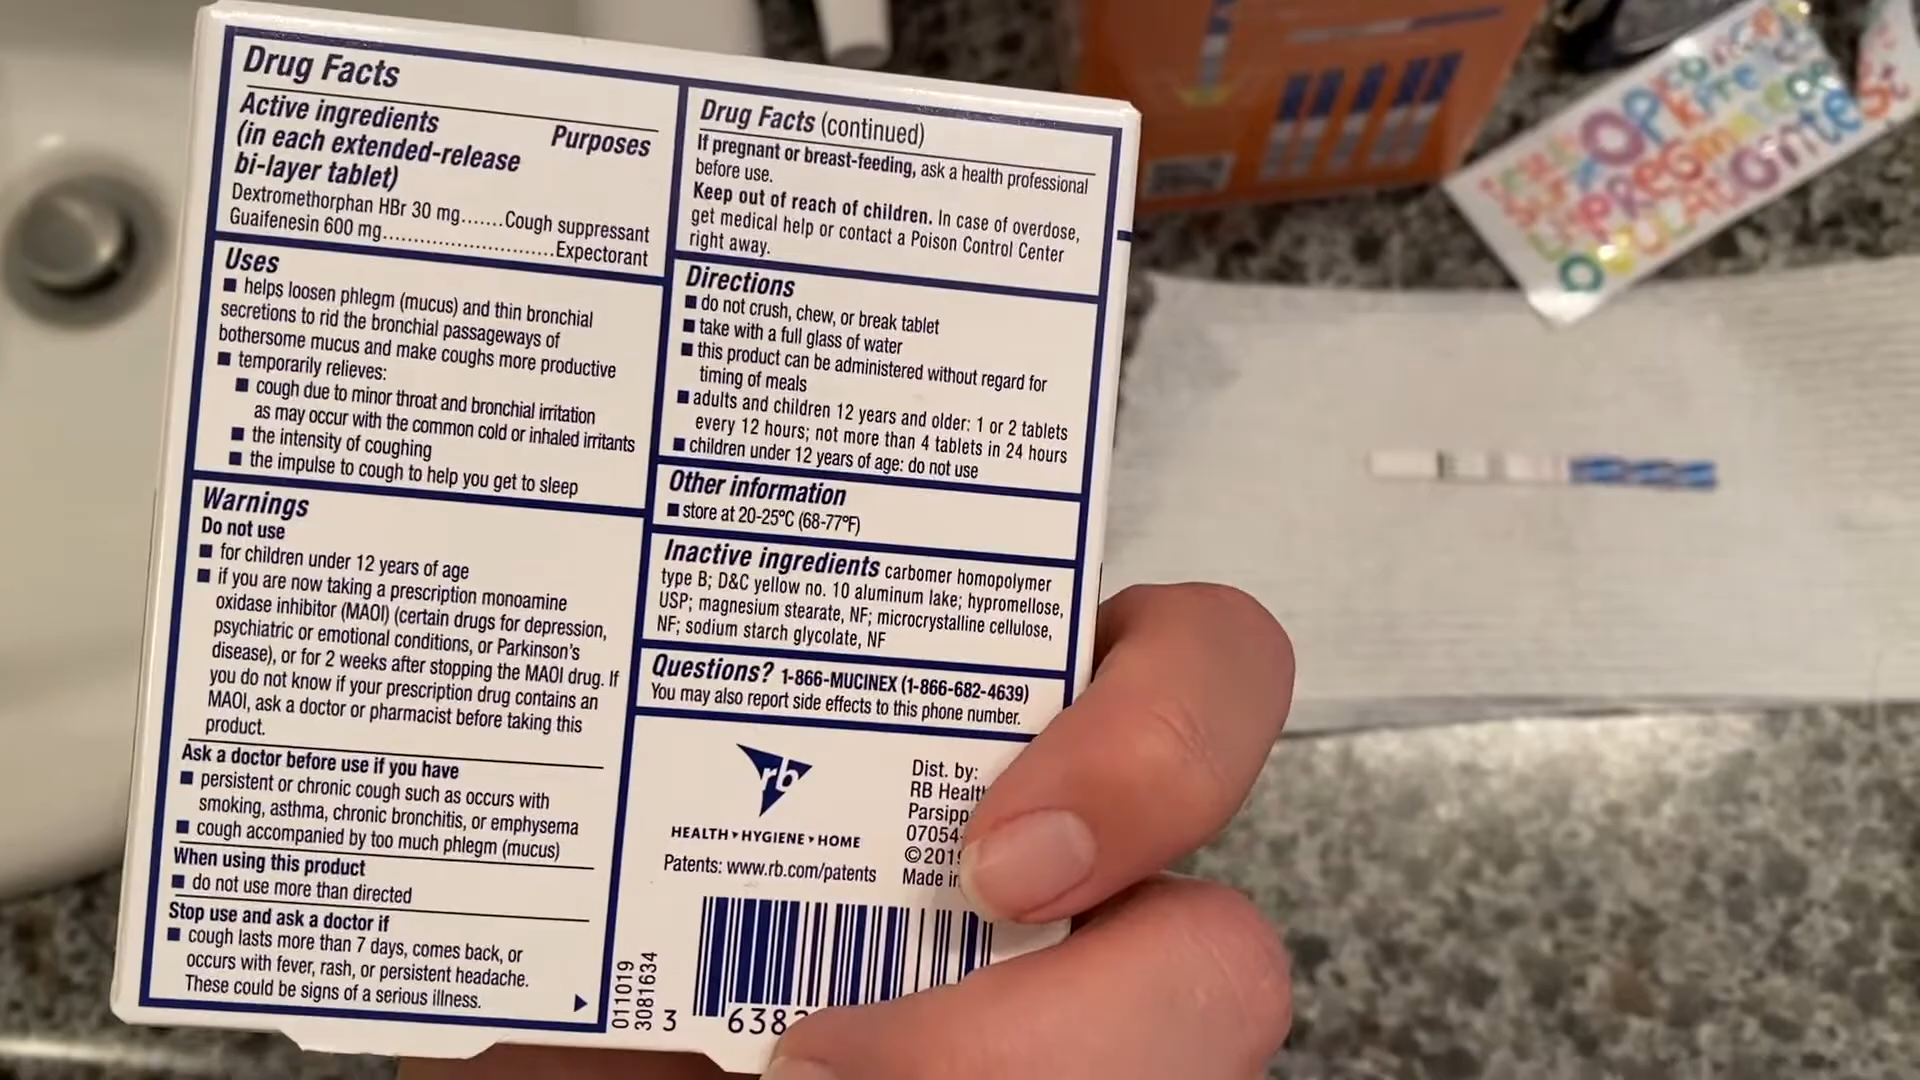 Drug Facts
Active ingredients
(in each extended-release
bi-layer tablet)
Purposes
Dextromethorphan HBr 30 mg.......Cough suppressant
Guaifenesin 600 mg............................Expectorant
Uses
■ helps loosen phlegm (mucus) and thin bronchial
secretions to rid the bronchial passageways of
bothersome mucus and make coughs more productive
■ temporarily relieves:
■ cough due to minor throat and bronchial irritation
as may occur with the common cold or inhaled irritants
■ the intensity of coughing
■ the impulse to cough to help you get to sleep
Warnings
Do not use
■ for children under 12 years of age
■ if you are now taking a prescription monoamine
oxidase inhibitor (MAOI) (certain drugs for depression,
psychiatric or emotional conditions, or Parkinson's
disease), or for 2 weeks after stopping the MAOI drug. If
you do not know if your prescription drug contains an
MAOI, ask a doctor or pharmacist before taking this
product.
Ask a doctor before use if you have
■ persistent or chronic cough such as occurs with
smoking, asthma, chronic bronchitis, or emphysema
■ cough accompanied by too much phlegm (mucus)
When using this product
■ do not use more than directed
Stop use and ask a doctor if
■ cough lasts more than 7 days, comes back, or
occurs with fever, rash, or persistent headache.
These could be signs of a serious illness.
Drug Facts (continued)
If pregnant or breast-feeding, ask a health professional
before use.
Keep out of reach of children. In case of overdose,
get medical help or contact a Poison Control Center
right away.
Directions
■ do not crush, chew, or break tablet
■ take with a full glass of water
■ this product can be administered without regard for
timing of meals
■ adults and children 12 years and older: 1 or 2 tablets
every 12 hours; not more than 4 tablets in 24 hours
■ children under 12 years of age: do not use
Other information
■ store at 20-25°C (68-77°F)
Inactive ingredients carbomer homopolymer
type B; D&C yellow no. 10 aluminum lake; hypromellose,
USP; magnesium stearate, NF; microcrystalline cellulose,
NF; sodium starch glycolate, NF
Questions? 1-866-MUCINEX (1-866-682-4639)
You may also report side effects to this phone number.
rb
HEALTH ▾ HYGIENE ▾ HOME
Patents: www.rb.com/patents
Dist. by:
RB Healt
Parsipp
07054
©201
Made in
011019
3081634
3 638